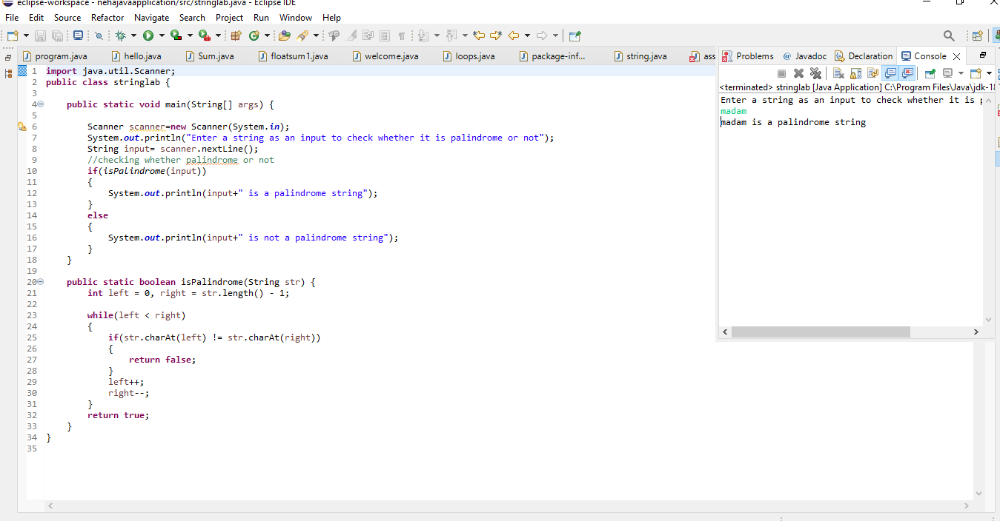 eclipse-workspace - nehajavaapplication/src/stringlab.java - Eclipse IDE
File Edit Source Refactor Navigate Search Project Run Window Help
program.java hello.java Sum.java floatsum1.java welcome.java loops.java package-inf... string.java ass
Problems @ Javadoc Declaration Console
<terminated> stringlab [Java Application] C:\Program Files\Java\jdk-18
Enter a string as an input to check whether it is p
madam
madam is a palindrome string
1 import java.util.Scanner;
2 public class stringlab {
3
4 public static void main(String[] args) {
5
6 Scanner scanner=new Scanner(System.in);
7 System.out.println("Enter a string as an input to check whether it is palindrome or not");
8 String input= scanner.nextLine();
9 //checking whether palindrome or not
10 if(isPalindrome(input))
11 {
12 System.out.println(input+" is a palindrome string");
13 }
14 else
15 {
16 System.out.println(input+" is not a palindrome string");
17 }
18 }
19
20 public static boolean isPalindrome(String str) {
21 int left = 0, right = str.length() - 1;
22
23 while(left < right)
24 {
25 if(str.charAt(left) != str.charAt(right))
26 {
27 return false;
28 }
29 left++;
30 right--;
31 }
32 return true;
33 }
34 }
35